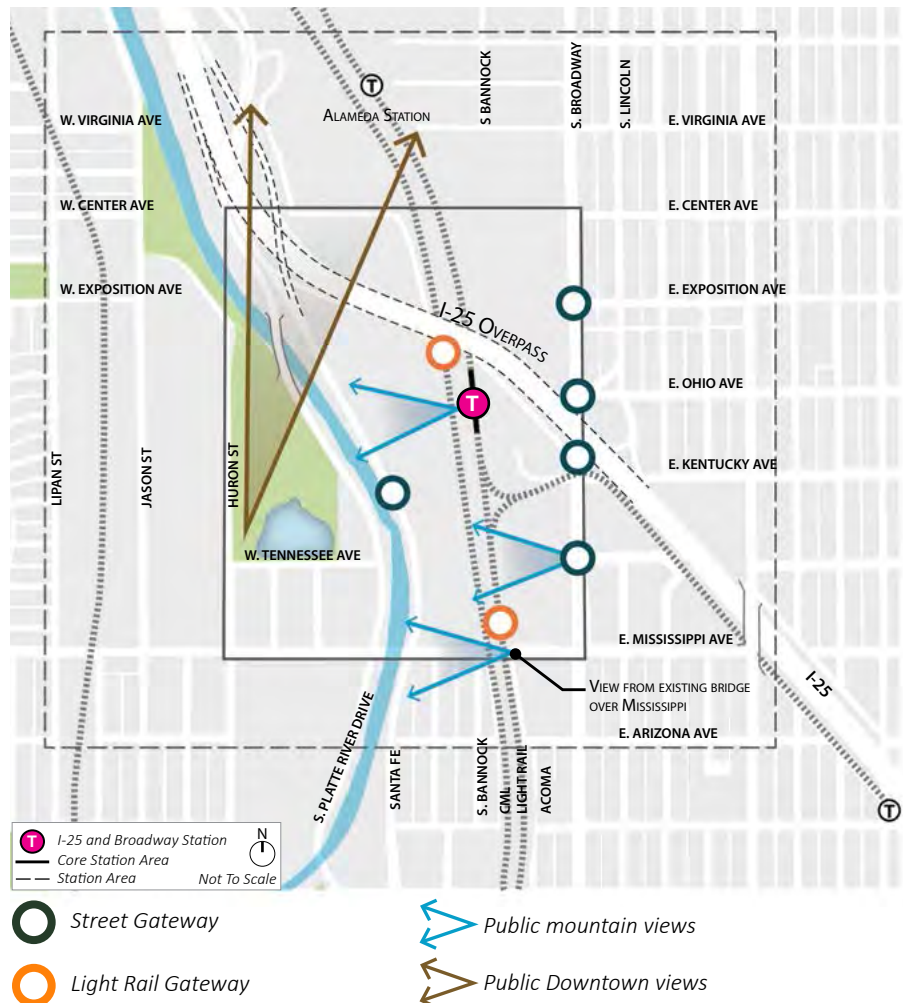 T
ALAMEDA STATION
S BANNOCK
S. BROADWAY
S. LINCOLN
W. VIRGINIA AVE
E. VIRGINIA AVE
W. CENTER AVE
E. CENTER AVE
W. EXPOSITION AVE
E. EXPOSITION AVE
I-25 OVERPASS
E. OHIO AVE
T
LIPAN ST
JASON ST
HURON ST
E. KENTUCKY AVE
W. TENNESSEE AVE
E. MISSISSIPPI AVE
VIEW FROM EXISTING BRIDGE
OVER MISSISSIPPI
I-25
E. ARIZONA AVE
S. PLATTE RIVER DRIVE
SANTA FE
S. BANNOCK
CML
LIGHT RAIL
ACOMA
T
T I-25 and Broadway Station
Core Station Area
Station Area
N
Not To Scale
Street Gateway
Public mountain views
Light Rail Gateway
Public Downtown views